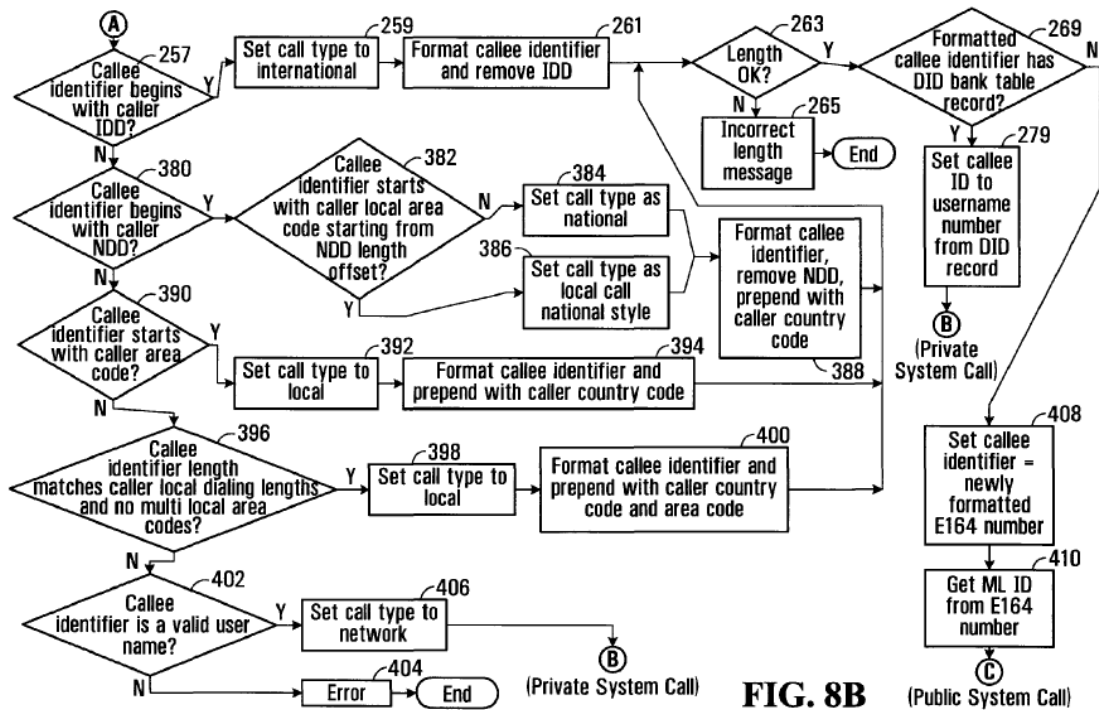 A
257
Callee
identifier begins
with caller
IDD?
Y
N
259
Set call type to
international
261
Format callee identifier
and remove IDD
263
Length
OK?
Y
N
265
Incorrect
length
message
End
269
Formatted
callee identifier has
DID bank table
record?
N
Y
279
Set callee
ID to
username
number
from DID
record
B
(Private
System Call)
380
Callee
identifier begins
with caller
NDD?
Y
N
382
Callee
identifier starts
with caller local area
code starting from
NDD length
offset?
N
Y
384
Set call type as
national
386
Set call type as
local call
national style
Format callee
identifier,
remove NDD,
prepend with
caller country
code
388
390
Callee
identifier starts
with caller area
code?
Y
N
392
Set call type to
local
394
Format callee identifier and
prepend with caller country code
396
Callee
identifier length
matches caller local dialing lengths
and no multi local area
codes?
Y
N
398
Set call type to
local
400
Format callee identifier and
prepend with caller country
code and area code
402
Callee
identifier is a valid user
name?
Y
N
406
Set call type to
network
B
(Private System Call)
404
Error
End
408
Set callee
identifier =
newly
formatted
E164 number
410
Get ML ID
from E164
number
C
(Public System Call)
FIG. 8B